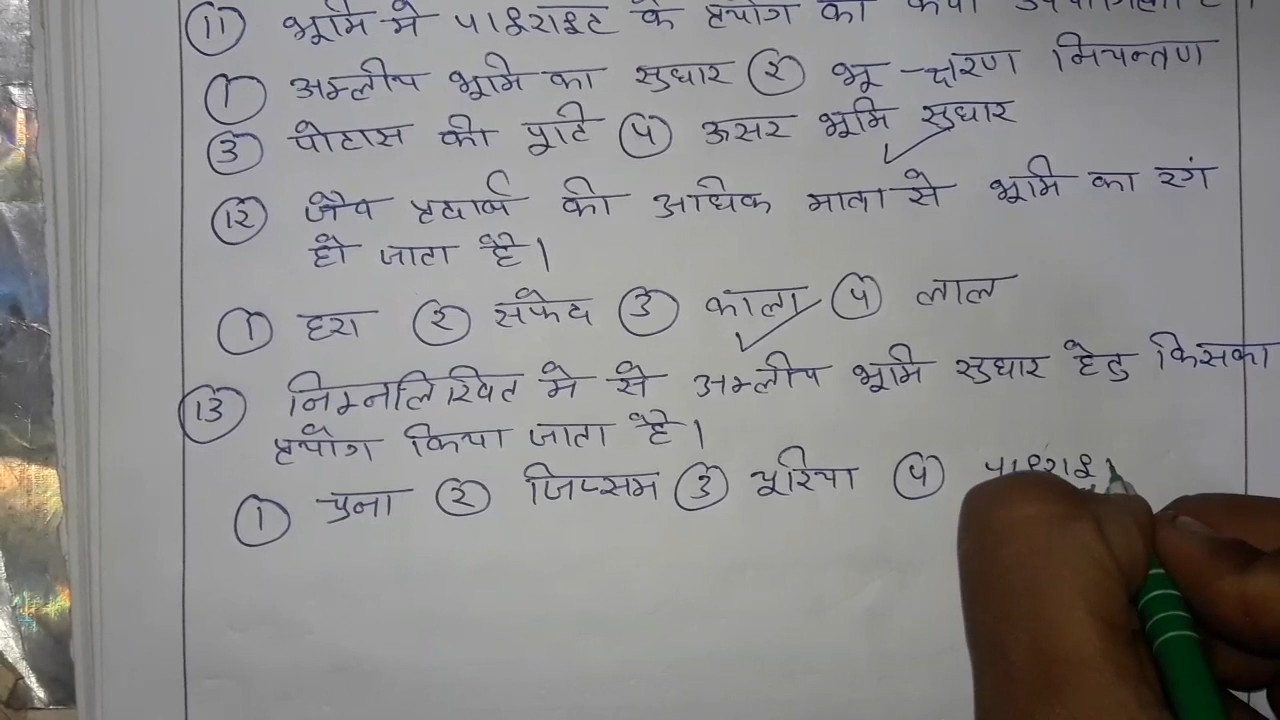 (11) भूमि मे पाइराइट के प्रयोग की क्या
(1) अम्लीय भूमि का सुधार (2) भू-क्षरण नियन्त्रण
(3) पोटास की पूर्ति (4) ऊसर भूमि सुधार
(12) जैव पदार्थ की अधिक मात्रा से भूमि का रंग
हो जाता है।
(1) हरा (2) सफेद (3) काला (4) लाल
(13) निम्नलिखित मे से अम्लीय भूमि सुधार हेतु किसका
प्रयोग किया जाता है।
(1) चुना (2) जिप्सम (3) यूरिया (4) पाइराइ